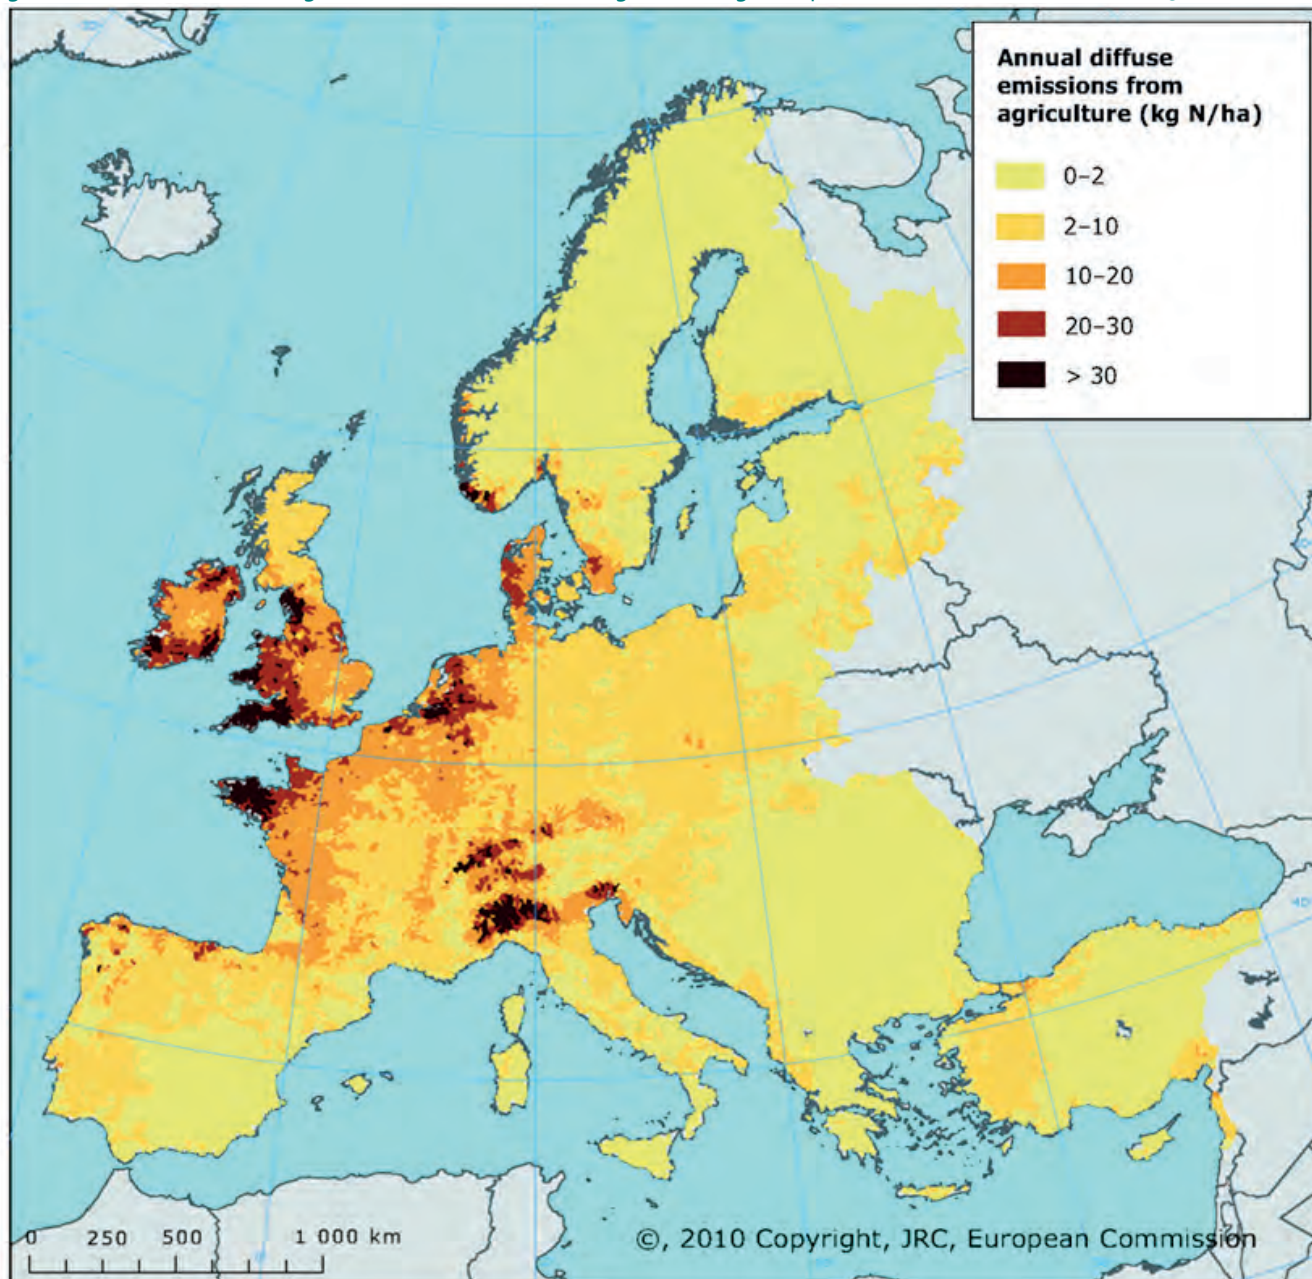 Annual diffuse
emissions from
agriculture (kg N/ha)
0–2
2–10
10–20
20–30
> 30
0 250 500 1 000 km
©, 2010 Copyright, JRC, European Commission